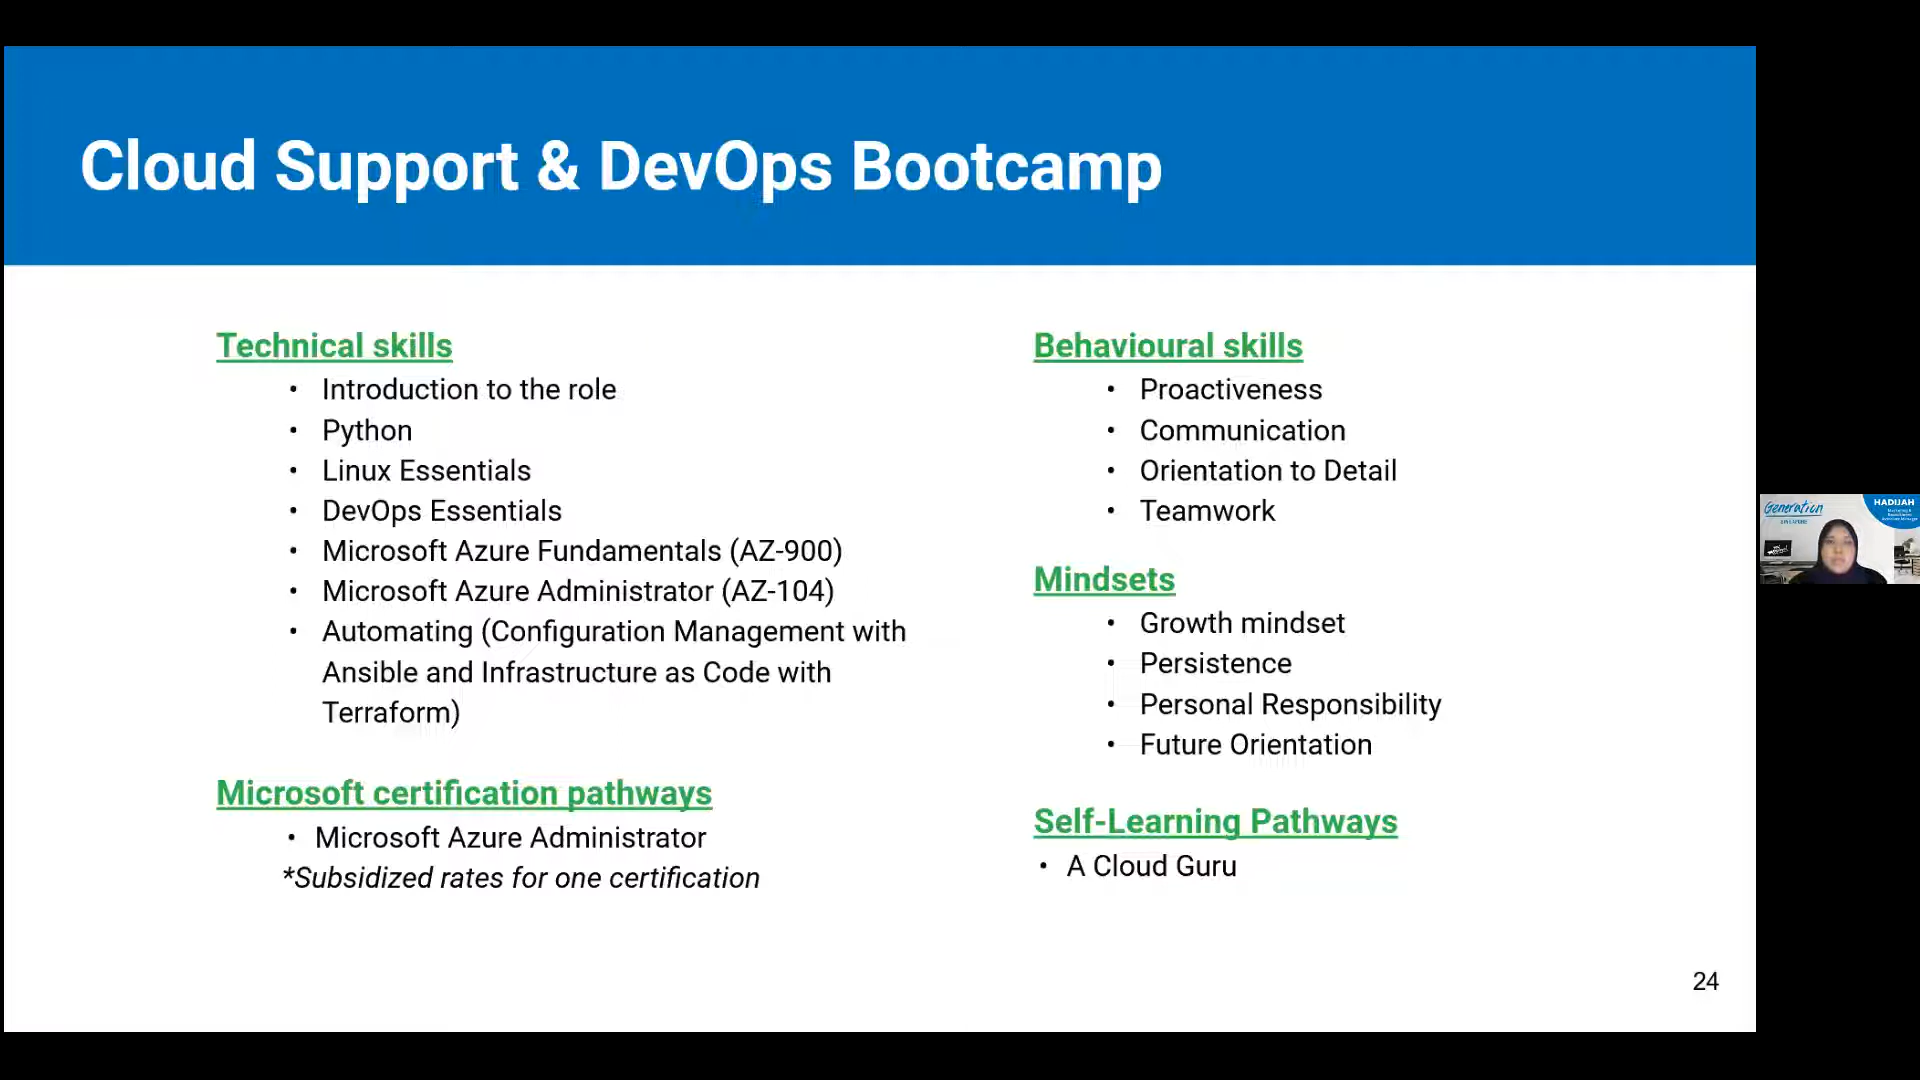 Cloud Support & DevOps Bootcamp
Technical skills
• Introduction to the role
• Python
• Linux Essentials
• DevOps Essentials
• Microsoft Azure Fundamentals (AZ-900)
• Microsoft Azure Administrator (AZ-104)
• Automating (Configuration Management with
Ansible and Infrastructure as Code with
Terraform)
Microsoft certification pathways
• Microsoft Azure Administrator
*Subsidized rates for one certification
Behavioural skills
• Proactiveness
• Communication
• Orientation to Detail
• Teamwork
Mindsets
• Growth mindset
• Persistence
• Personal Responsibility
• Future Orientation
Self-Learning Pathways
• A Cloud Guru
24
Generation
SINGAPORE
HADIJAH